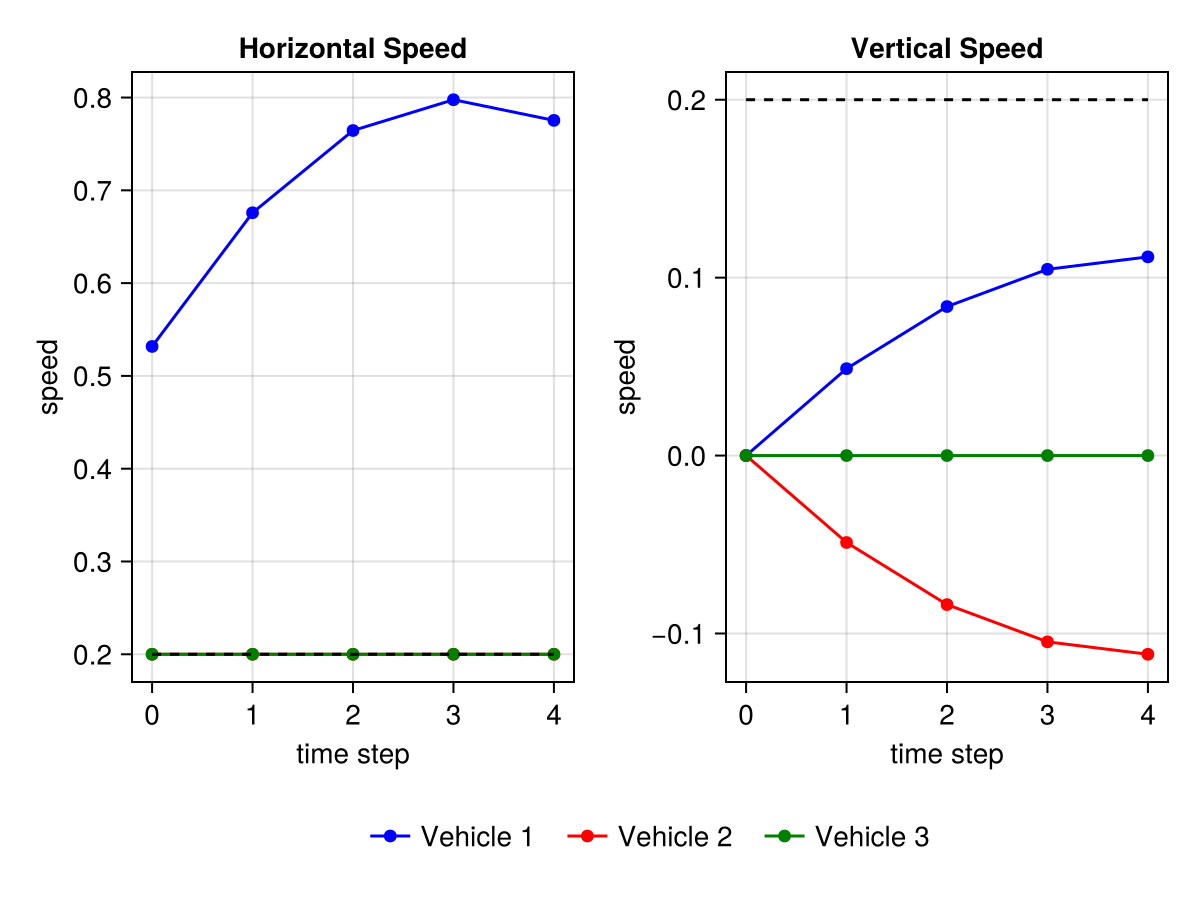 Horizontal Speed
0.8
0.7
0.6
0.5
0.4
0.3
0.2
speed
0 1 2 3 4
time step
Vertical Speed
0.2
0.1
0.0
−0.1
speed
0 1 2 3 4
time step
Vehicle 1 Vehicle 2 Vehicle 3